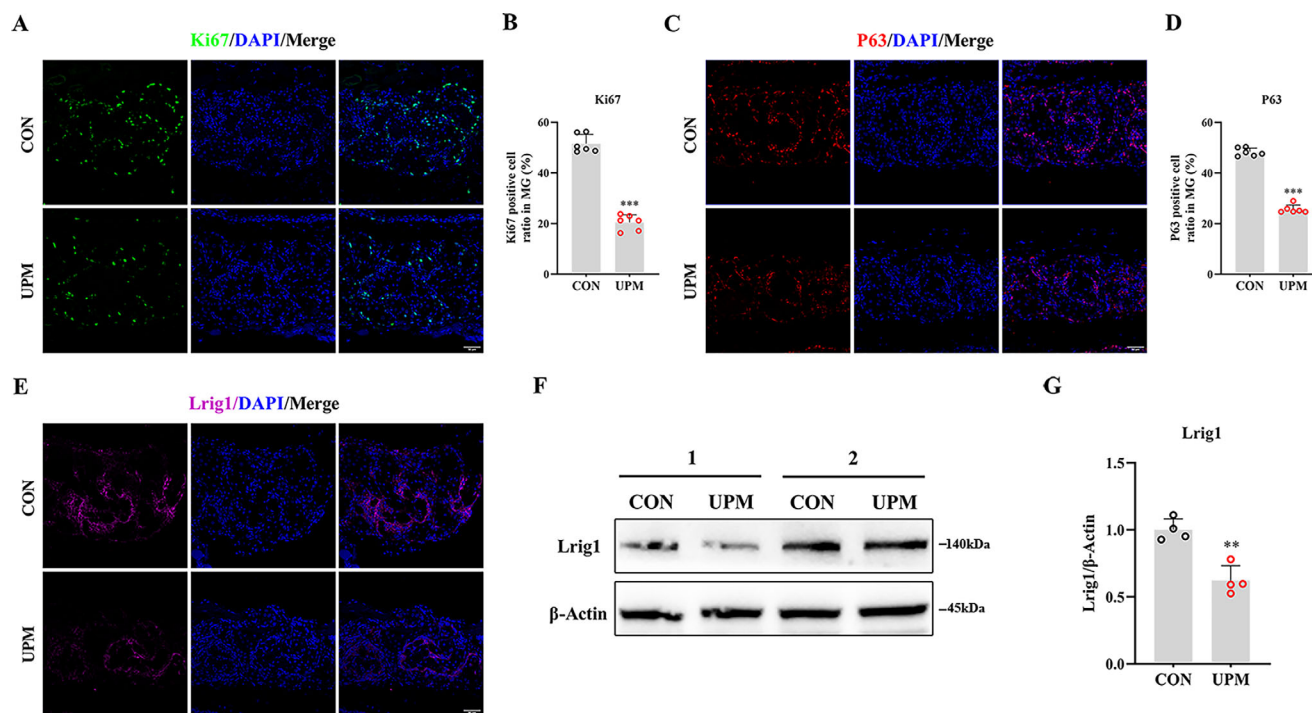 A
Ki67/DAPI/Merge
CON
UPM
B
Ki67
Ki67 positive cell
ratio in MG (%)
60
40
20
0
***
CON UPM
C
P63/DAPI/Merge
CON
UPM
D
P63
P63 positive cell
ratio in MG (%)
60
40
20
0
***
CON UPM
E
Lrig1/DAPI/Merge
CON
UPM
F
1 2
CON UPM CON UPM
Lrig1
–140kDa
β-Actin
–45kDa
G
Lrig1
Lrig1/β-Actin
1.5
1.0
0.5
0.0
**
CON UPM